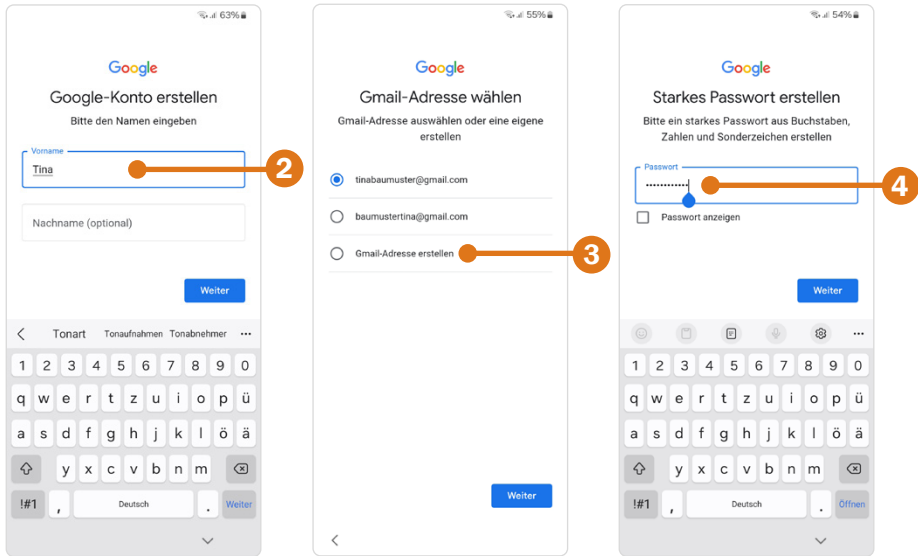 63%
Google
Google-Konto erstellen
Bitte den Namen eingeben
Vorname
Tina
2
Nachname (optional)
Weiter
Tonart Tonaufnahmen Tonabnehmer
1 2 3 4 5 6 7 8 9 0
q w e r t z u i o p ü
a s d f g h j k l ö ä
y x c v b n m
!#1 , Deutsch . Weiter
55%
Google
Gmail-Adresse wählen
Gmail-Adresse auswählen oder eine eigene
erstellen
tinabaumuster@gmail.com
baumustertina@gmail.com
Gmail-Adresse erstellen
3
Weiter
54%
Google
Starkes Passwort erstellen
Bitte ein starkes Passwort aus Buchstaben,
Zahlen und Sonderzeichen erstellen
Passwort
••••••••••••
4
Passwort anzeigen
Weiter
1 2 3 4 5 6 7 8 9 0
q w e r t z u i o p ü
a s d f g h j k l ö ä
y x c v b n m
!#1 , Deutsch . Öffnen